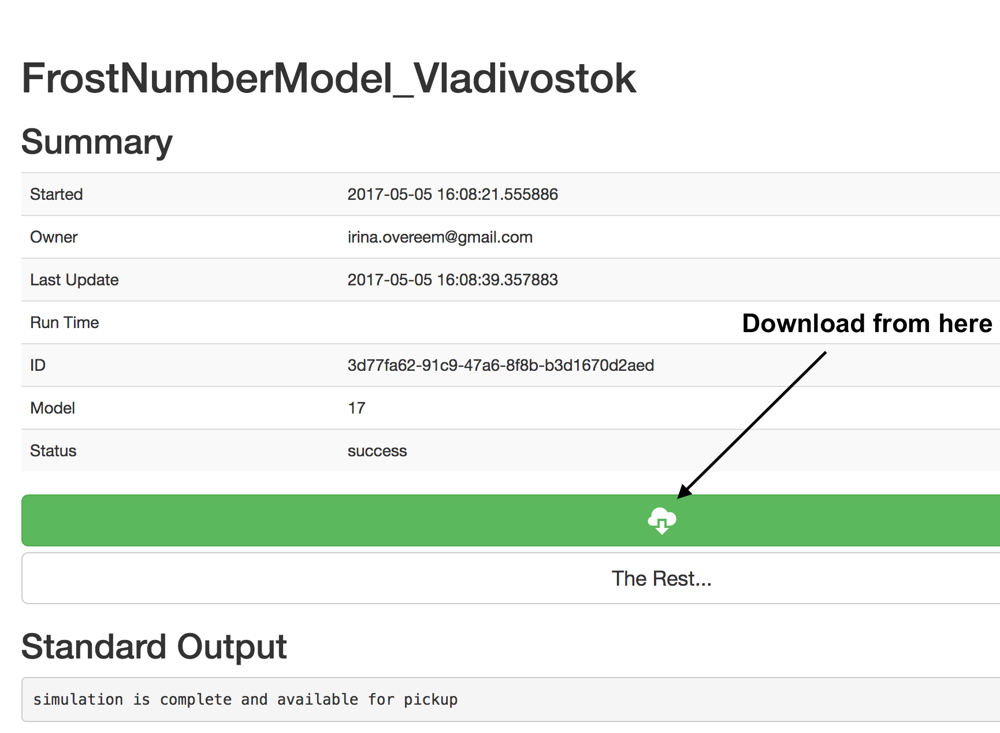 FrostNumberModel_Vladivostok
Summary
Started 2017-05-05 16:08:21.555886
Owner irina.overeem@gmail.com
Last Update 2017-05-05 16:08:39.357883
Run Time
Download from here
ID 3d77fa62-91c9-47a6-8f8b-b3d1670d2aed
Model 17
Status success
The Rest...
Standard Output
simulation is complete and available for pickup